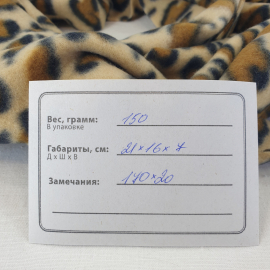 Вес, грамм: 150
В упаковке
Габариты, см: 21×16×7
Д х Ш х В
Замечания: 140×20